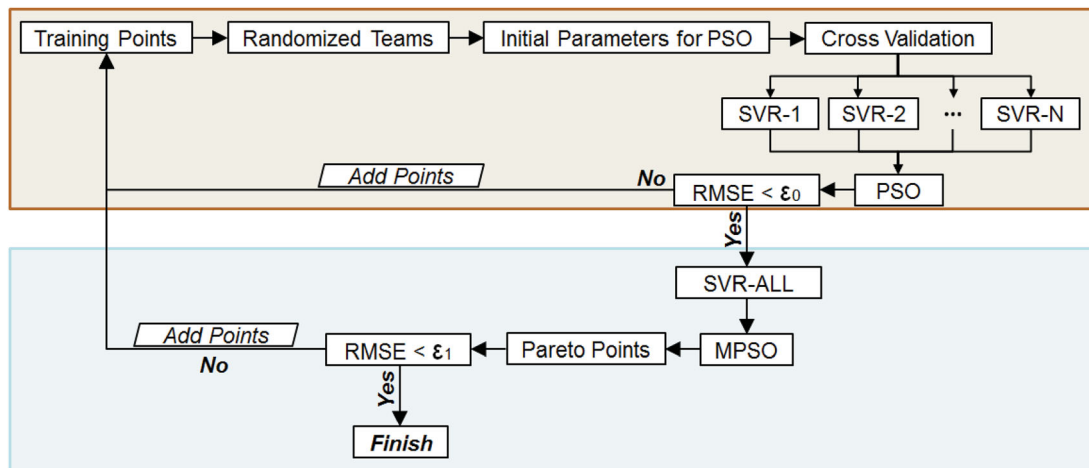 Training Points
Randomized Teams
Initial Parameters for PSO
Cross Validation
SVR-1
SVR-2
...
SVR-N
Add Points
No
RMSE < ε₀
PSO
Yes
SVR-ALL
Add Points
No
RMSE < ε₁
Pareto Points
MPSO
Yes
Finish